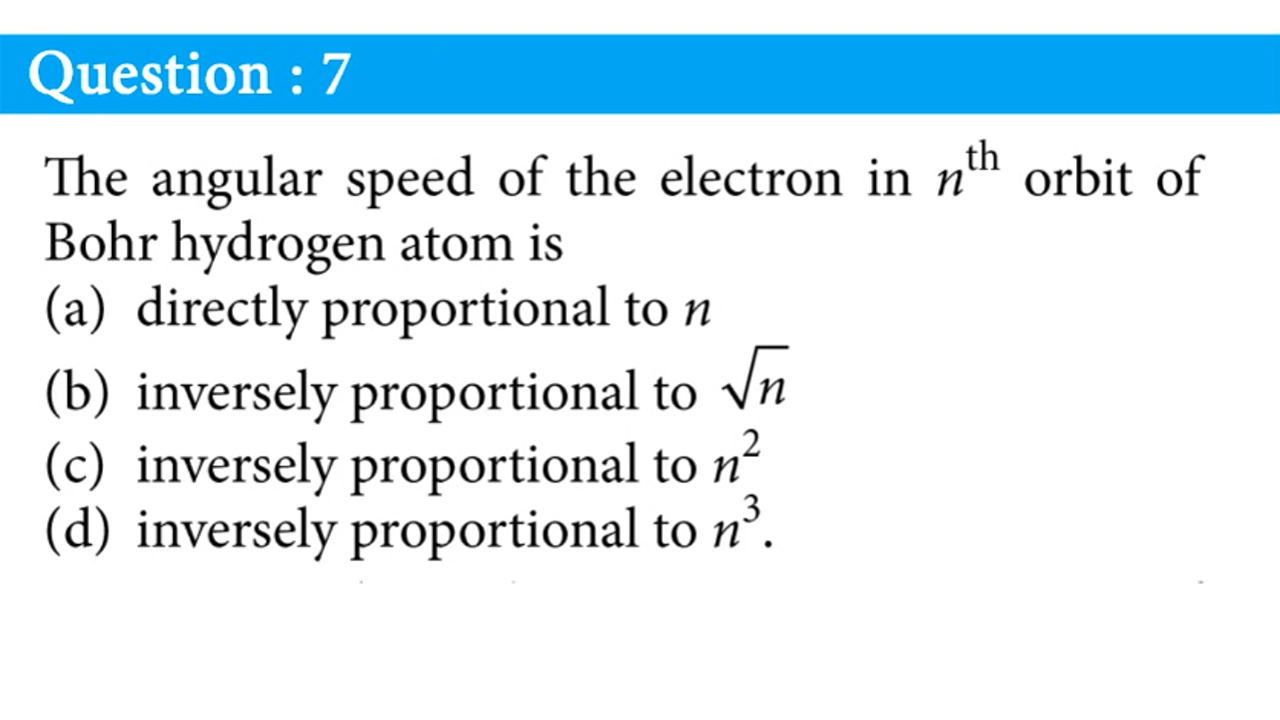 Question : 7
The angular speed of the electron in nᵗʰ orbit of
Bohr hydrogen atom is
(a) directly proportional to n
(b) inversely proportional to √n
(c) inversely proportional to n²
(d) inversely proportional to n³.